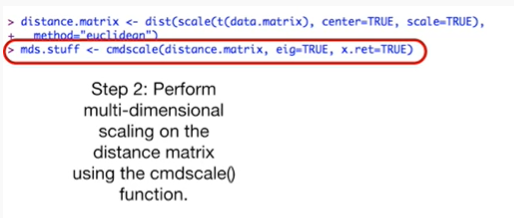 > distance.matrix <- dist(scale(t(data.matrix), center=TRUE, scale=TRUE),
+   method="euclidean")
> mds.stuff <- cmdscale(distance.matrix, eig=TRUE, x.ret=TRUE)
Step 2: Perform
multi-dimensional
scaling on the
distance matrix
using the cmdscale()
function.